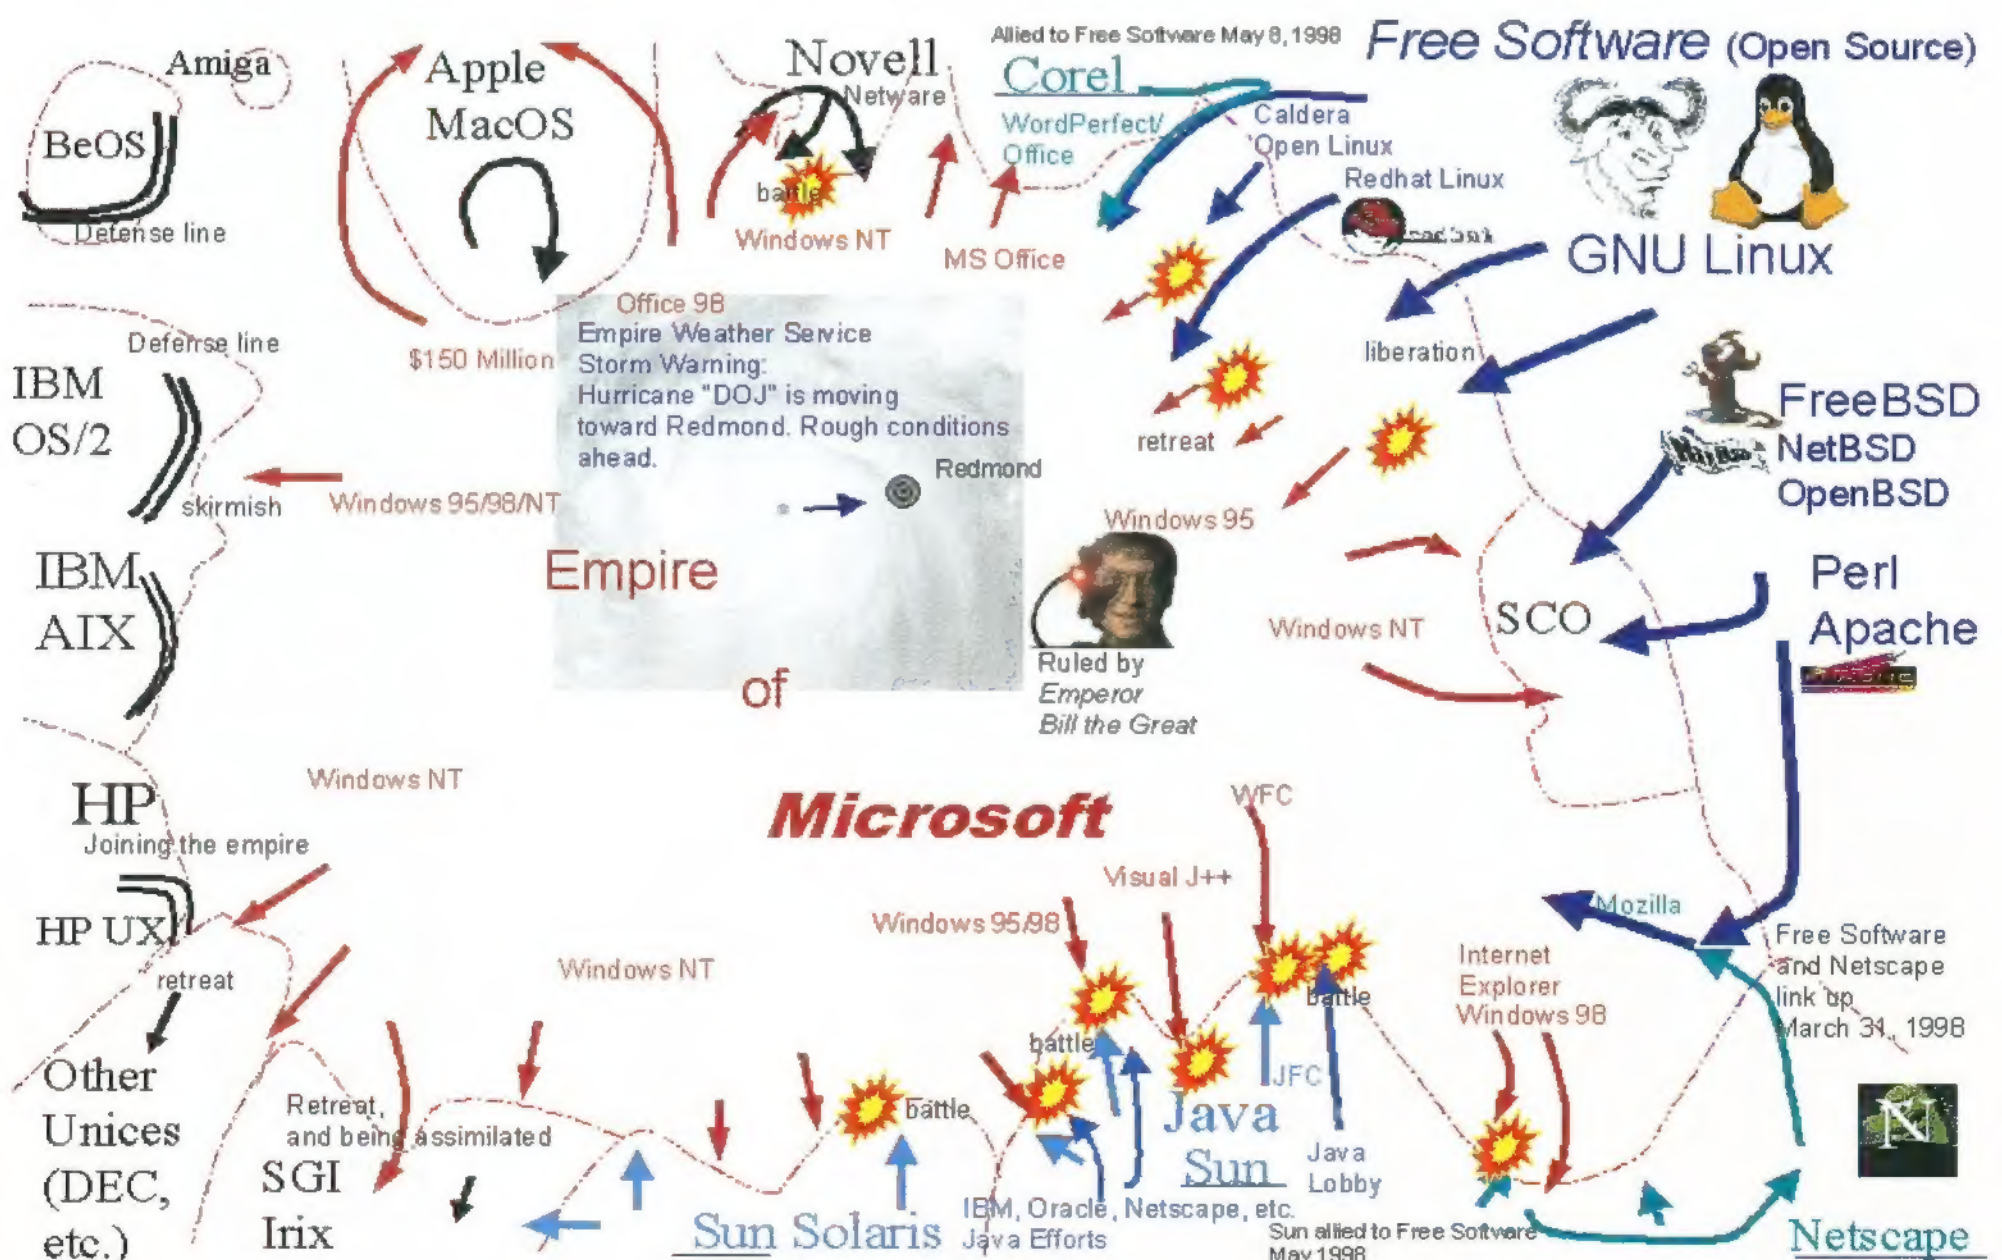 Allied to Free Software May 8, 1998
Free Software (Open Source)
Amiga
Apple
MacOS
Novell
Netware
Corel
WordPerfect/
Office
Caldera
Open Linux
Redhat Linux
BeOS
Defense line
battle
Windows NT
MS Office
GNU Linux
Office 98
$150 Million
Empire Weather Service
Storm Warning:
Hurricane "DOJ" is moving
toward Redmond. Rough conditions
ahead.
Redmond
Defense line
IBM
OS/2
skirmish
Windows 95/98/NT
liberation
retreat
FreeBSD
NetBSD
OpenBSD
Windows 95
Empire
of
Microsoft
Ruled by
Emperor
Bill the Great
IBM
AIX
Windows NT
SCO
Perl
Apache
HP
Joining the empire
Windows NT
HP UX
retreat
WFC
Visual J++
Windows 95/98
Windows NT
battle
Mozilla
Internet
Explorer
Windows 98
Free Software
and Netscape
link up
March 31, 1998
Other
Unices
(DEC,
etc.)
Retreat,
and being assimilated
SGI
Irix
battle
battle
JFC
Java
Sun
Java
Lobby
N
Sun Solaris
IBM, Oracle, Netscape, etc.
Java Efforts
Sun allied to Free Software
May 1998
Netscape